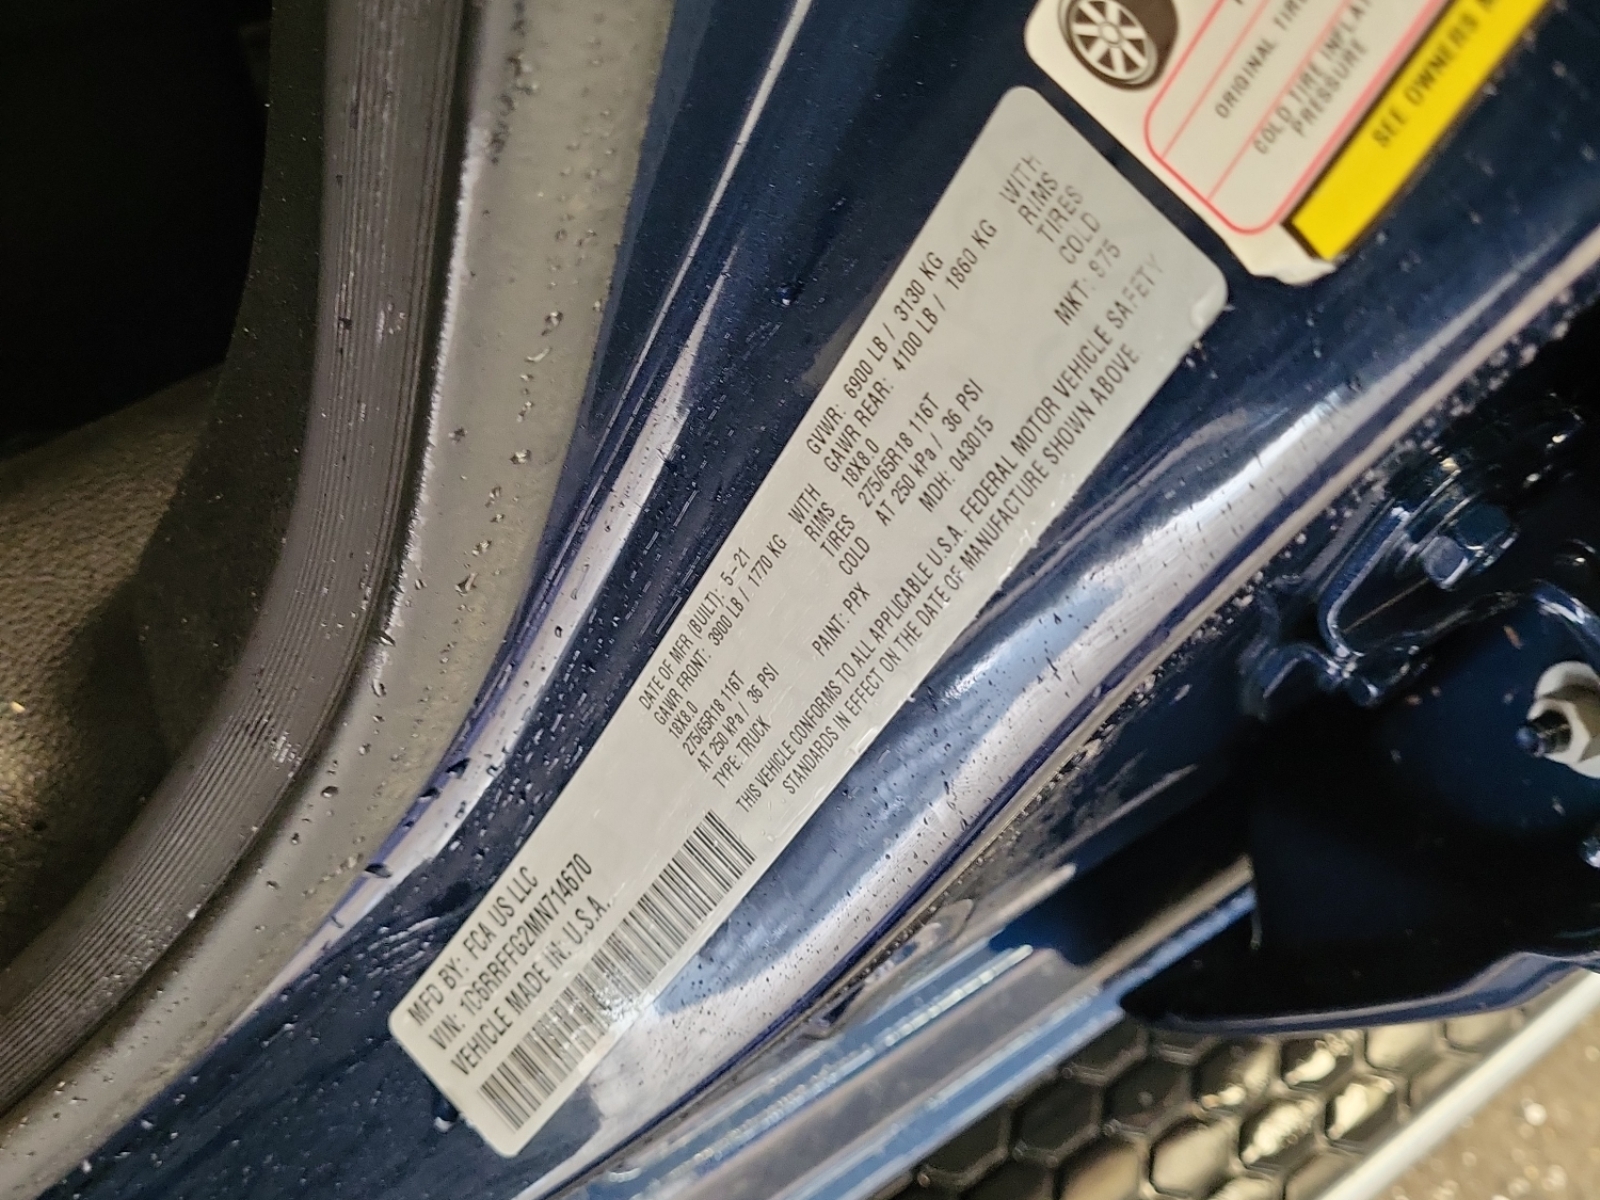 MFD BY: FCA US LLC
VIN: 1C6RRFFG2MN714670
VEHICLE MADE IN: U.S.A.
DATE OF MFR (BUILT): 5-21
GAWR FRONT: 3900 LB / 1770 KG WITH
18X8.0 RIMS
275/65R18 116T TIRES
AT 250 kPa / 36 PSI COLD
TYPE: TRUCK PAINT: PPX
GVWR: 6900 LB / 3130 KG
GAWR REAR: 4100 LB / 1860 KG WITH
18X8.0 RIMS
275/65R18 116T TIRES
AT 250 kPa / 36 PSI COLD
MDH: 043015 MKT: 975
THIS VEHICLE CONFORMS TO ALL APPLICABLE U.S.A. FEDERAL MOTOR VEHICLE SAFETY
STANDARDS IN EFFECT ON THE DATE OF MANUFACTURE SHOWN ABOVE
ORIGINAL TIRE
COLD TIRE INFLAT
PRESSURE
SEE OWNERS